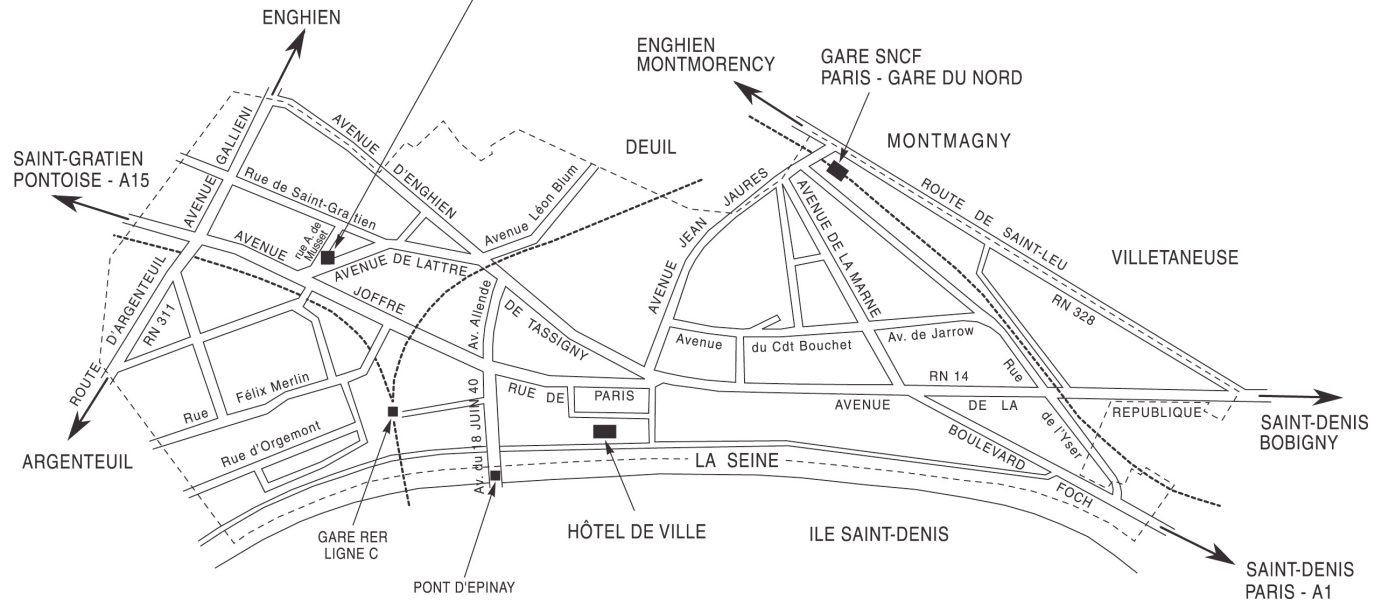 ENGHIEN
ENGHIEN
MONTMORENCY
GARE SNCF
PARIS - GARE DU NORD
SAINT-GRATIEN
PONTOISE - A15
AVENUE GALLIENI
AVENUE D'ENGHIEN
DEUIL
MONTMAGNY
Rue de Saint-Gratien
Avenue Léon Blum
AVENUE JEAN JAURES
ROUTE DE SAINT-LEU
VILLETANEUSE
rue A. de
Musset
AVENUE JOFFRE
AVENUE DE LATTRE
DE TASSIGNY
AVENUE DE LA MARNE
RN 328
ROUTE D'ARGENTEUIL
RN 311
Av. Allende
Avenue du Cdt Bouchet
Av. de Jarrow
Rue de l'Yser
Rue Félix Merlin
Av. du 18 JUIN 40
RUE DE PARIS
RN 14
AVENUE DE LA REPUBLIQUE
SAINT-DENIS
BOBIGNY
Rue d'Orgemont
BOULEVARD FOCH
ARGENTEUIL
LA SEINE
GARE RER
LIGNE C
HÔTEL DE VILLE
ILE SAINT-DENIS
PONT D'EPINAY
SAINT-DENIS
PARIS - A1